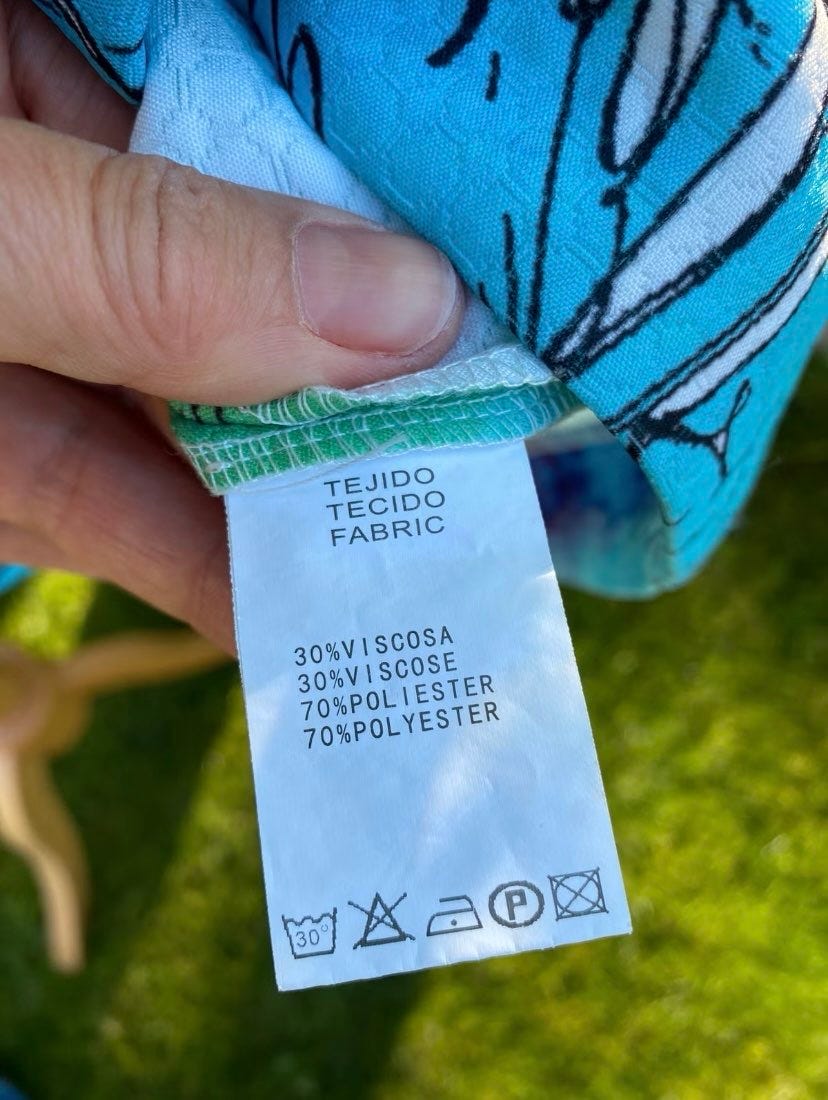 TEJIDO
TECIDO
FABRIC
30%VISCOSA
30%VISCOSE
70%POLIESTER
70%POLYESTER
30° P